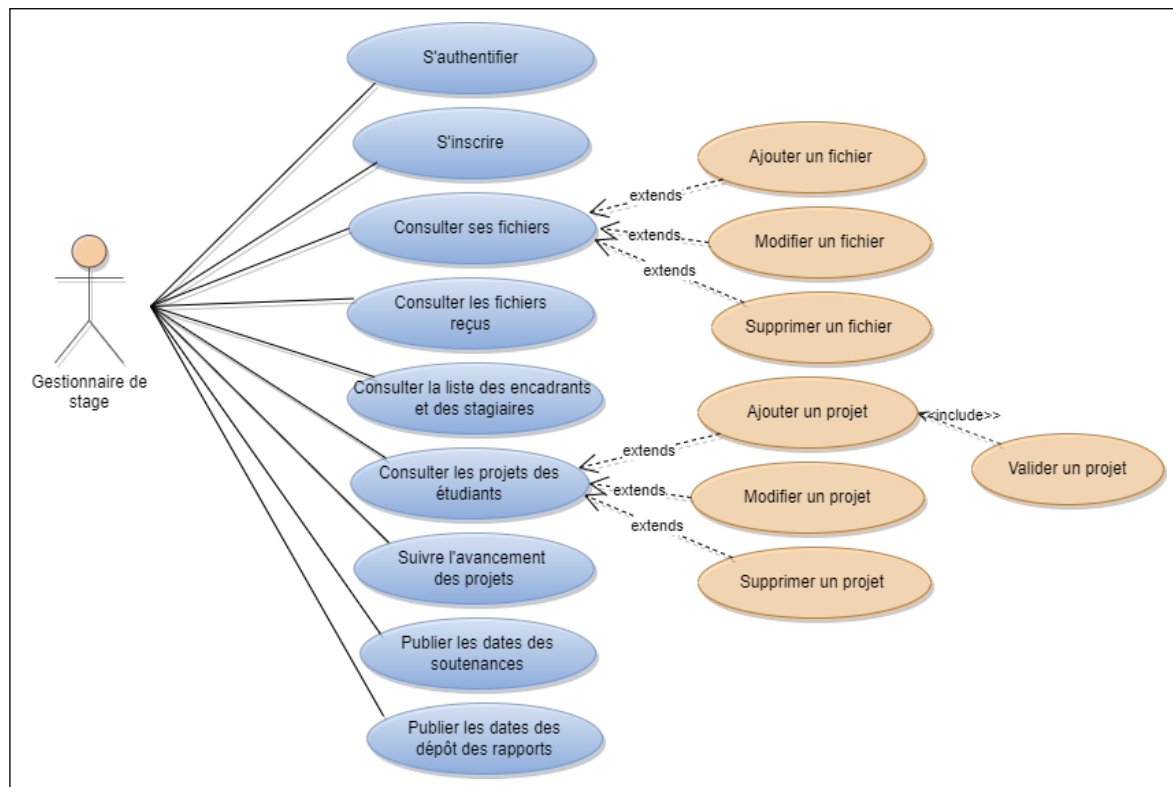 S'authentifier
S'inscrire
Ajouter un fichier
extends
Consulter ses fichiers
extends
Modifier un fichier
extends
Consulter les fichiers
reçus
Supprimer un fichier
Gestionnaire de
stage
Consulter la liste des encadrants
et des stagiaires
Ajouter un projet
<<include>>
extends
Valider un projet
Consulter les projets des
étudiants
extends
Modifier un projet
extends
Suivre l'avancement
des projets
Supprimer un projet
Publier les dates des
soutenances
Publier les dates des
dépôt des rapports